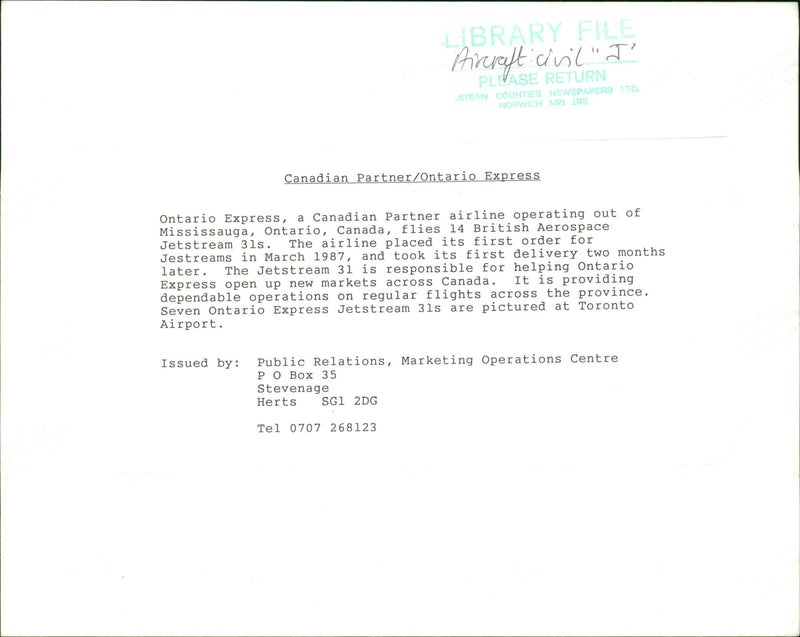 LIBRARY FILE
Aircraft: civil "J"
PLEASE RETURN
STERN COUNTIES NEWSPAPERS LTD.
NORWICH NR1 1RE
Canadian Partner/Ontario Express
Ontario Express, a Canadian Partner airline operating out of
Mississauga, Ontario, Canada, flies 14 British Aerospace
Jetstream 31s.  The airline placed its first order for
Jestreams in March 1987, and took its first delivery two months
later.  The Jetstream 31 is responsible for helping Ontario
Express open up new markets across Canada.  It is providing
dependable operations on regular flights across the province.
Seven Ontario Express Jetstream 31s are pictured at Toronto
Airport.
Issued by:  Public Relations, Marketing Operations Centre
P O Box 35
Stevenage
Herts   SG1 2DG
Tel 0707 268123